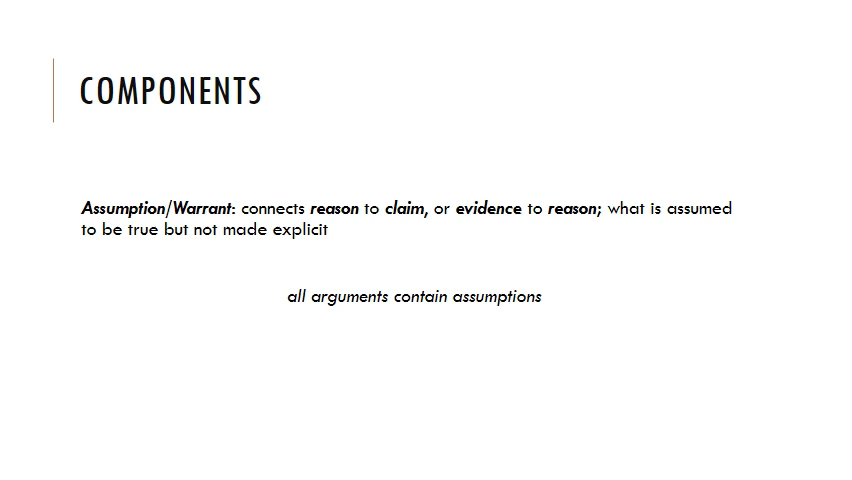 COMPONENTS
Assumption/Warrant: connects reason to claim, or evidence to reason; what is assumed
to be true but not made explicit
all arguments contain assumptions